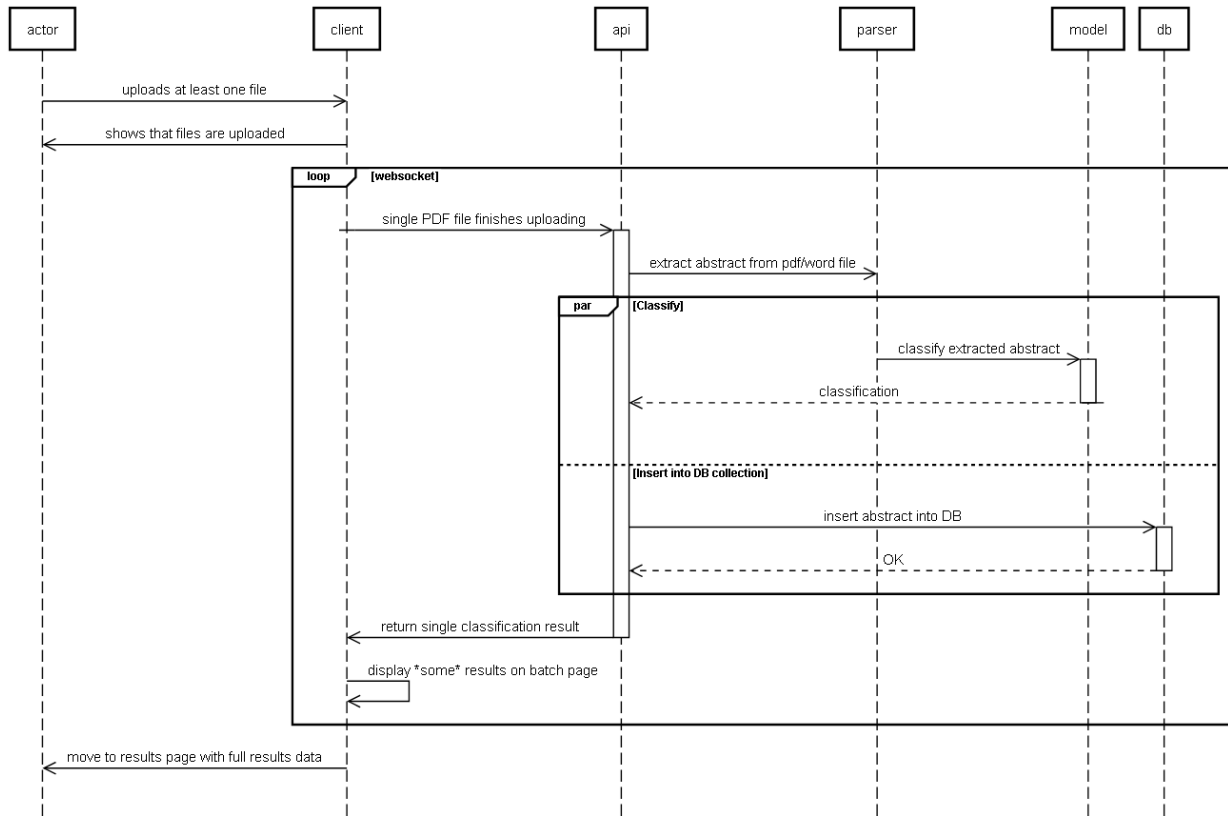 actor
client
api
parser
model
db
uploads at least one file
shows that files are uploaded
loop
[websocket]
single PDF file finishes uploading
extract abstract from pdf/word file
par
[Classify]
classify extracted abstract
classification
[Insert into DB collection]
insert abstract into DB
OK
return single classification result
display *some* results on batch page
move to results page with full results data